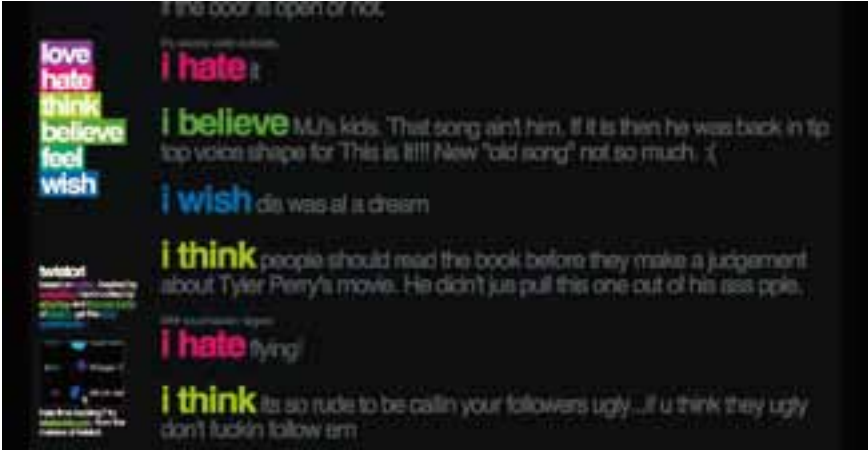 if the door is open or not.
love
hate
think
believe
feel
wish
i hate it
i believe MJ's kids. That song ain't him. If it is then he was back in tip
top voice shape for This is It!!! New "old song" not so much. :(
i wish dis was al a dream
i think people should read the book before they make a judgement
about Tyler Perry's movie. He didn't jus pull this one out of his ass pple.
i hate flying!
i think its so rude to be callin your followers ugly...if u think they ugly
don't fuckin follow em
twistori